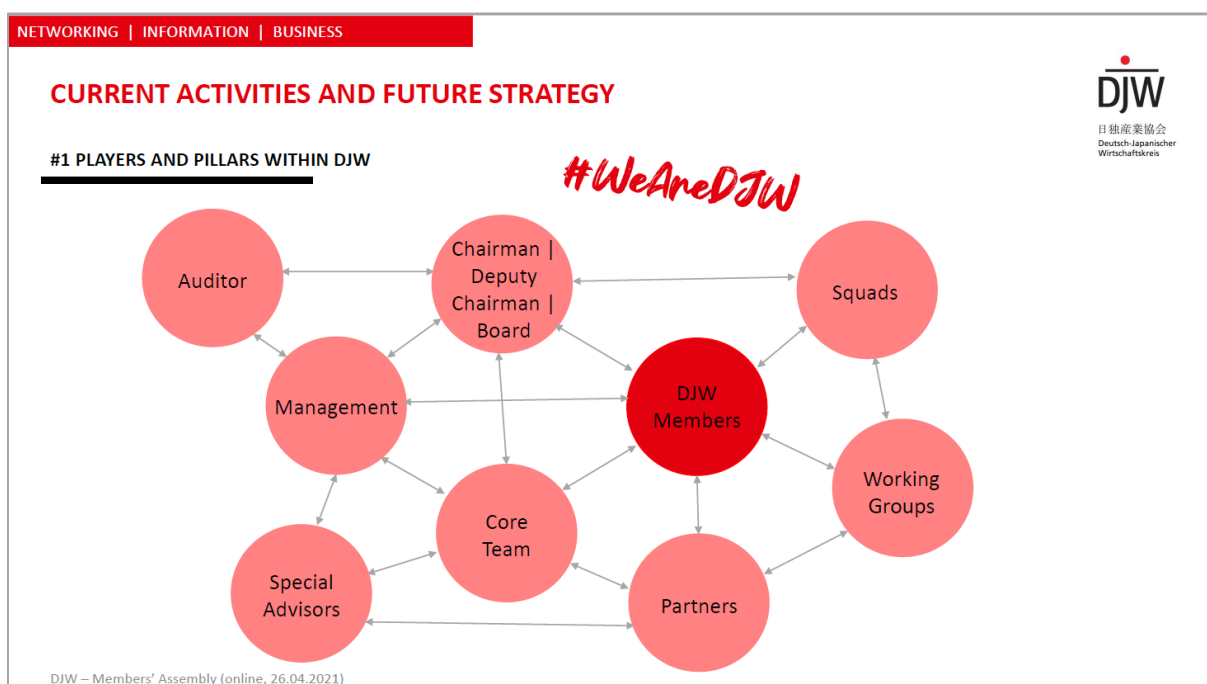 NETWORKING | INFORMATION | BUSINESS
CURRENT ACTIVITIES AND FUTURE STRATEGY
DJW
日独産業協会
Deutsch-Japanischer
Wirtschaftskreis
#1 PLAYERS AND PILLARS WITHIN DJW
#WeAreDJW
Auditor
Chairman |
Deputy
Chairman |
Board
Squads
Management
DJW
Members
Working
Groups
Core
Team
Special
Advisors
Partners
DJW – Members' Assembly (online, 26.04.2021)